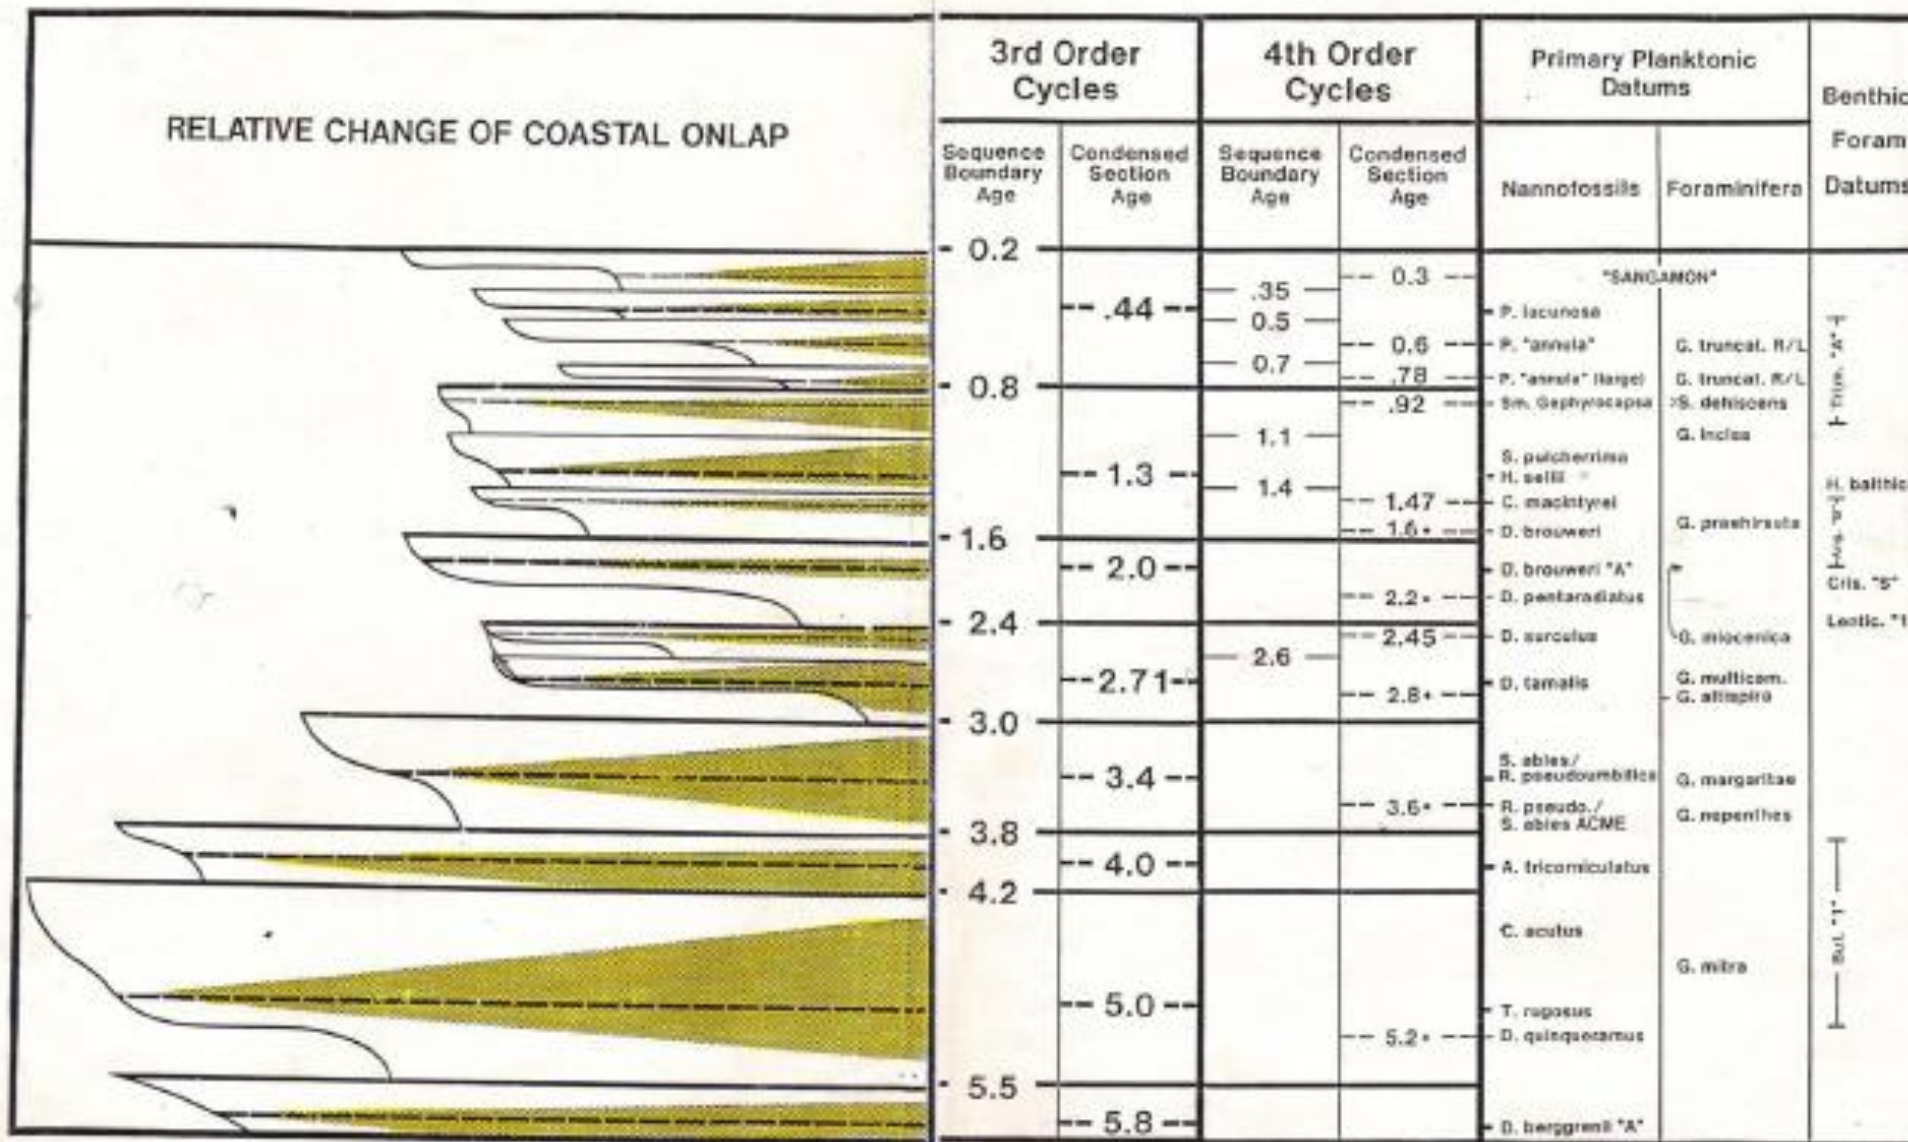 RELATIVE CHANGE OF COASTAL ONLAP
3rd Order
Cycles
4th Order
Cycles
Primary Planktonic
Datums
Benthic
Foram
Datums
Sequence
Boundary
Age
Condensed
Section
Age
Sequence
Boundary
Age
Condensed
Section
Age
Nannofossils
Foraminifera
0.2
0.3
"SANGAMON"
.35
.44
P. lacunosa
0.5
0.6
P. "annula"
G. truncal. R/L
0.7
.78
P. "annula" (large)
G. truncal. R/L
Trim. "A"
0.8
.92
Sm. Gephyrocapsa
S. dehiscens
1.1
G. incisa
S. pulcherrima
1.3
H. sellii
1.4
H. balthic
1.47
C. macintyrei
1.6
1.6
D. brouweri
G. praehirsuta
2.0
D. brouweri "A"
Cris. "S"
2.2
D. pentaradiatus
2.4
Lentic. "1
2.45
D. surculus
G. miocenica
2.6
2.71
D. tamalis
G. multicam.
2.8
G. altispira
3.0
S. abies/
3.4
R. pseudoumbilica
G. margaritae
3.6
R. pseudo./
S. abies ACME
G. nepenthes
3.8
4.0
A. tricorniculatus
4.2
C. acutus
Bul. "1"
G. mitra
5.0
T. rugosus
5.2
D. quinqueramus
5.5
5.8
D. berggrenii "A"